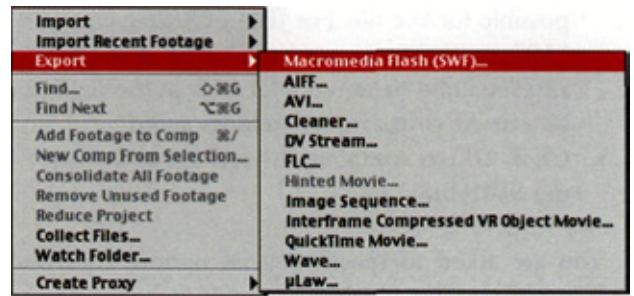 Import
Import Recent Footage
Export
Find... ⇧⌘G
Find Next ⌥⌘G
Add Footage to Comp ⌘/
New Comp From Selection...
Consolidate All Footage
Remove Unused Footage
Reduce Project
Collect Files...
Watch Folder...
Create Proxy
Macromedia Flash (SWF)...
AIFF...
AVI...
Cleaner...
DV Stream...
FLC...
Hinted Movie...
Image Sequence...
Interframe Compressed VR Object Movie...
QuickTime Movie...
Wave...
µLaw...